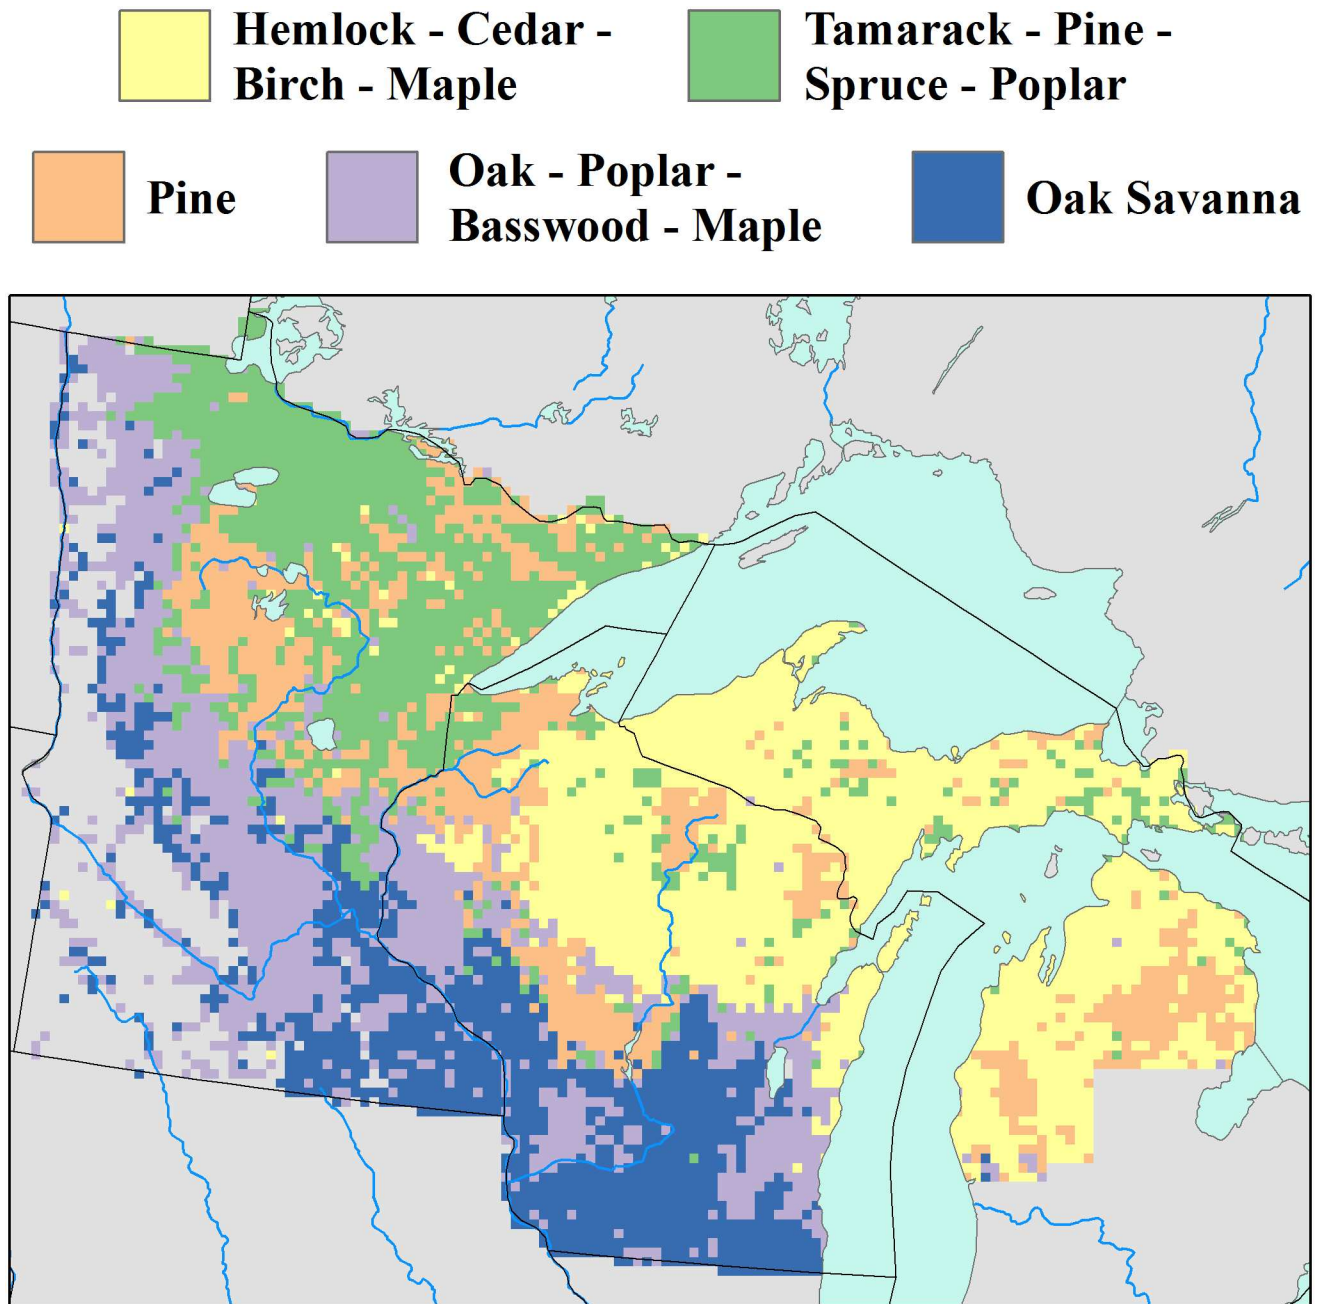 Hemlock - Cedar -
Birch - Maple
Tamarack - Pine -
Spruce - Poplar
Pine
Oak - Poplar -
Basswood - Maple
Oak Savanna